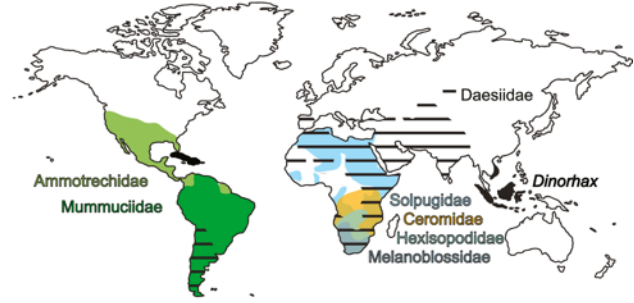 Daesiidae
Ammotrechidae
Mummuciidae
Dinorhax
Solpugidae
Ceromidae
Hexisopodidae
Melanoblossidae